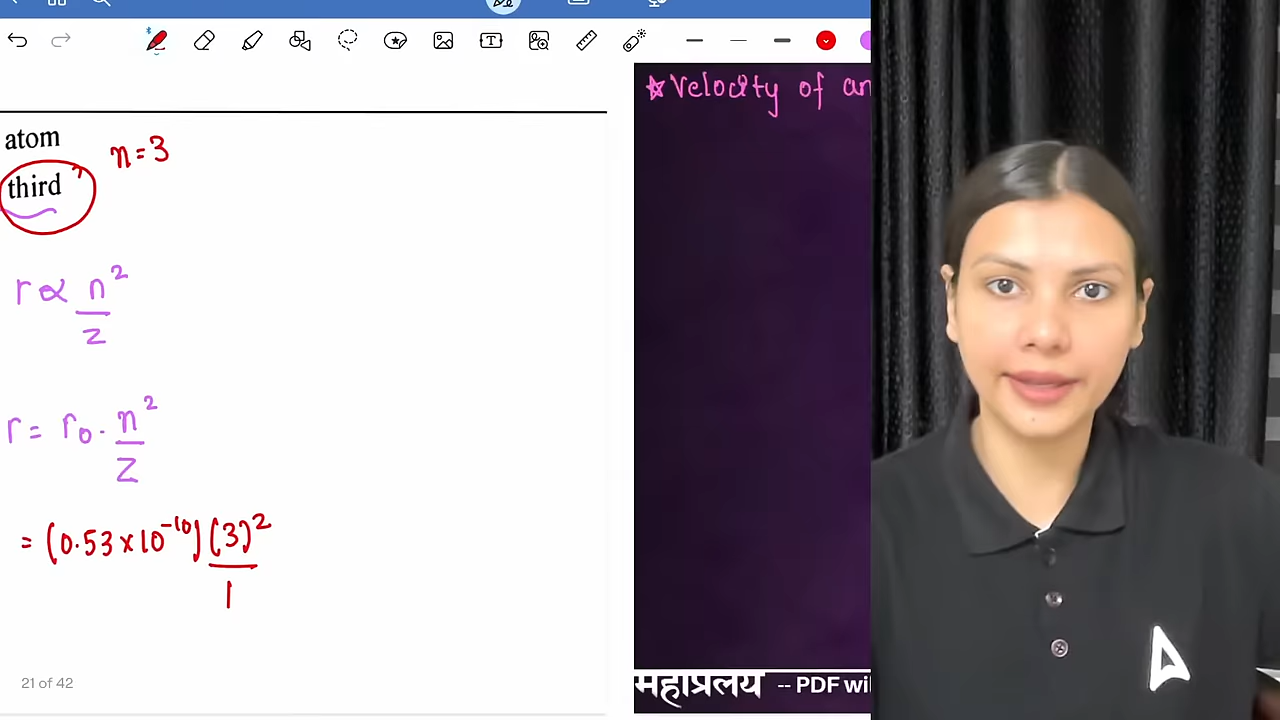 atom
third
n=3
r ∝ n²/z
r = r₀ · n²/z
= (0.53×10⁻¹⁰) (3)²/1
21 of 42
★ Velocity of an
महाप्रलय -- PDF wil